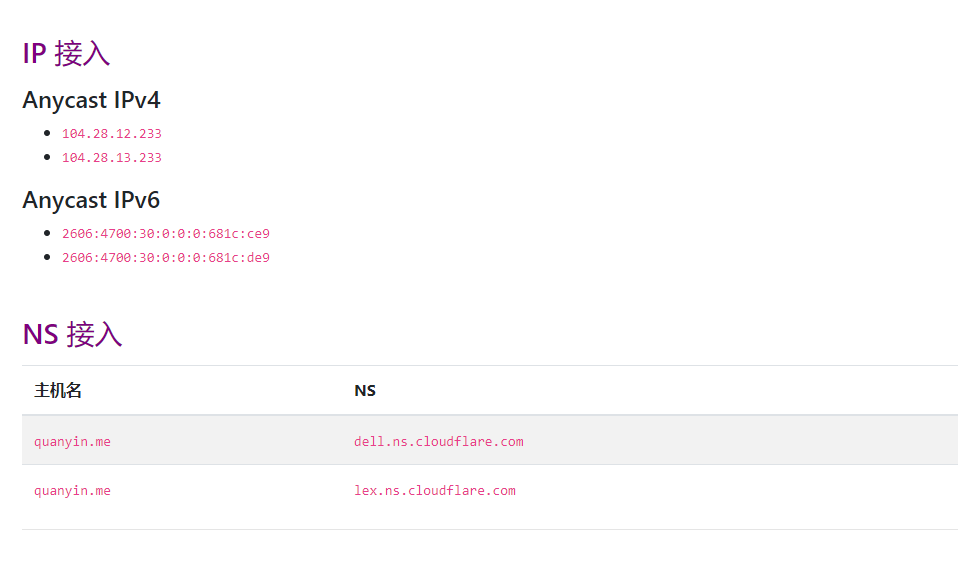 IP 接入
Anycast IPv4
104.28.12.233
104.28.13.233
Anycast IPv6
2606:4700:30:0:0:0:681c:ce9
2606:4700:30:0:0:0:681c:de9
NS 接入
主机名 NS
quanyin.me dell.ns.cloudflare.com
quanyin.me lex.ns.cloudflare.com